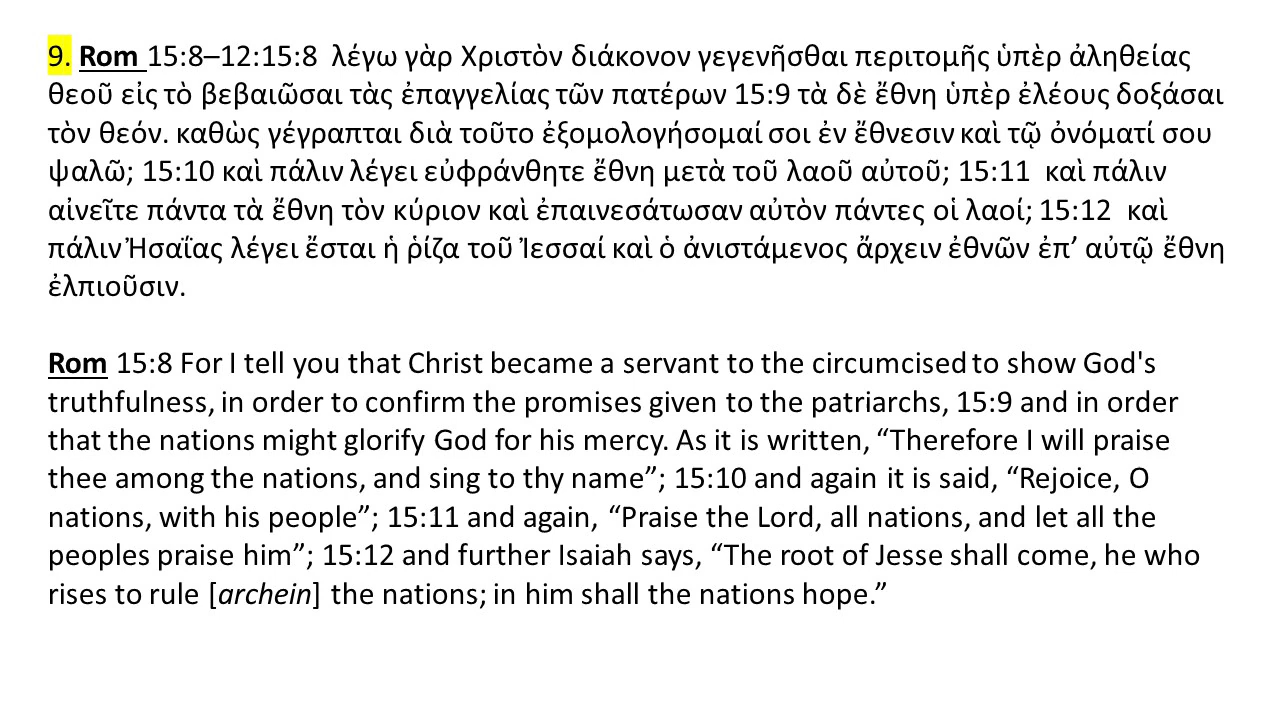 9. Rom 15:8–12:15:8 λέγω γὰρ Χριστὸν διάκονον γεγενῆσθαι περιτομῆς ὑπὲρ ἀληθείας
θεοῦ εἰς τὸ βεβαιῶσαι τὰς ἐπαγγελίας τῶν πατέρων 15:9 τὰ δὲ ἔθνη ὑπὲρ ἐλέους δοξάσαι
τὸν θεόν. καθὼς γέγραπται διὰ τοῦτο ἐξομολογήσομαί σοι ἐν ἔθνεσιν καὶ τῷ ὀνόματί σου
ψαλῶ; 15:10 καὶ πάλιν λέγει εὐφράνθητε ἔθνη μετὰ τοῦ λαοῦ αὐτοῦ; 15:11 καὶ πάλιν
αἰνεῖτε πάντα τὰ ἔθνη τὸν κύριον καὶ ἐπαινεσάτωσαν αὐτὸν πάντες οἱ λαοί; 15:12 καὶ
πάλιν Ἠσαΐας λέγει ἔσται ἡ ῥίζα τοῦ Ἰεσσαί καὶ ὁ ἀνιστάμενος ἄρχειν ἐθνῶν ἐπ’ αὐτῷ ἔθνη
ἐλπιοῦσιν.
Rom 15:8 For I tell you that Christ became a servant to the circumcised to show God's
truthfulness, in order to confirm the promises given to the patriarchs, 15:9 and in order
that the nations might glorify God for his mercy. As it is written, “Therefore I will praise
thee among the nations, and sing to thy name”; 15:10 and again it is said, “Rejoice, O
nations, with his people”; 15:11 and again, “Praise the Lord, all nations, and let all the
peoples praise him”; 15:12 and further Isaiah says, “The root of Jesse shall come, he who
rises to rule [archein] the nations; in him shall the nations hope.”